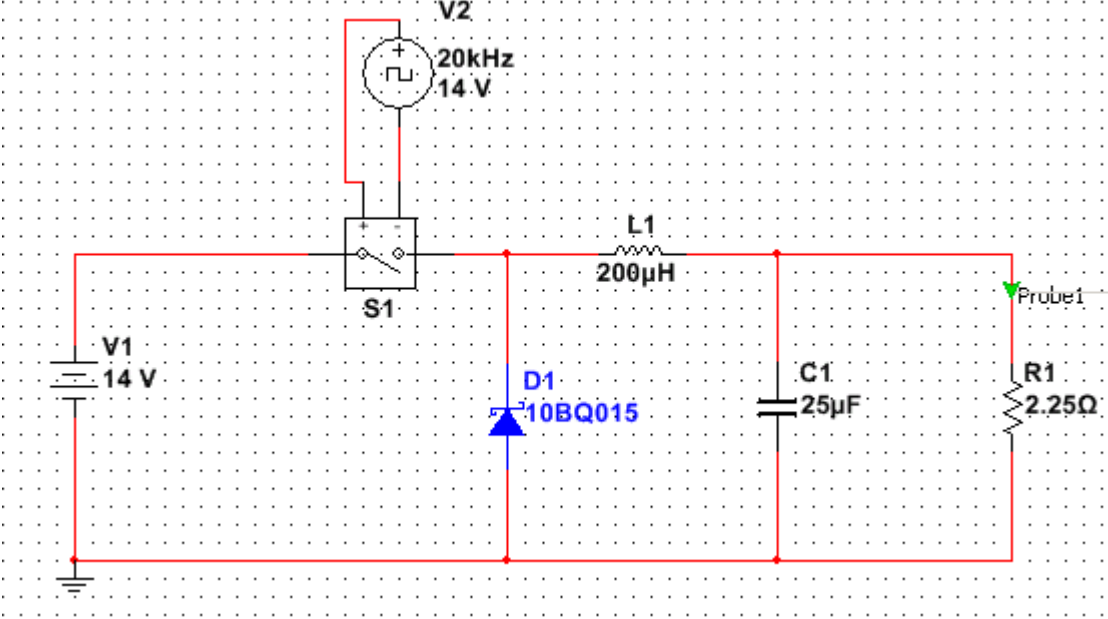 V2
20kHz
14 V
+ -
S1
L1
200µH
V1
14 V
D1
10BQ015
C1
25µF
Probe1
R1
2.25Ω